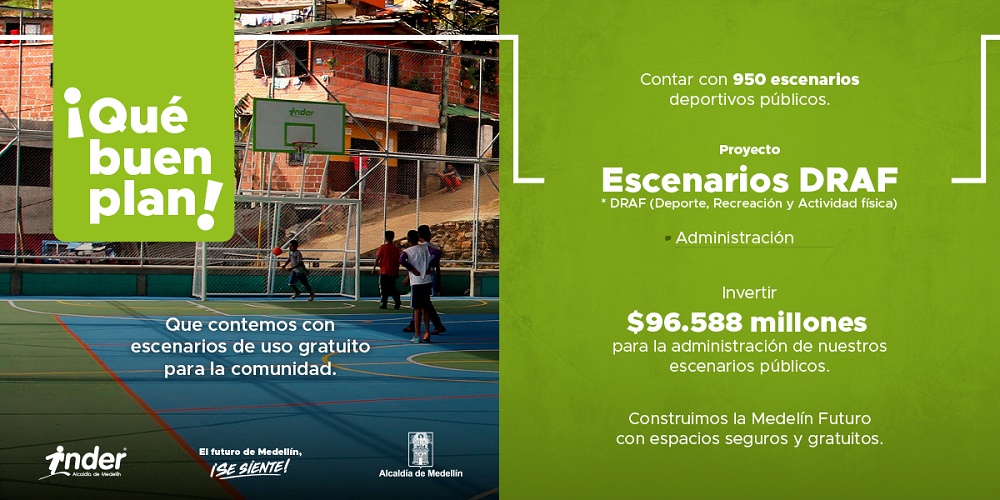 ¡Qué
buen
plan!
inder
Que contemos con
escenarios de uso gratuito
para la comunidad.
inder
Alcaldía de Medellín
El futuro de Medellín,
¡SE SIENTE!
Alcaldía de Medellín
Contar con 950 escenarios
deportivos públicos.
Proyecto
Escenarios DRAF
* DRAF (Deporte, Recreación y Actividad física)
Administración
Invertir
$96.588 millones
para la administración de nuestros
escenarios públicos.
Construimos la Medelín Futuro
con espacios seguros y gratuitos.